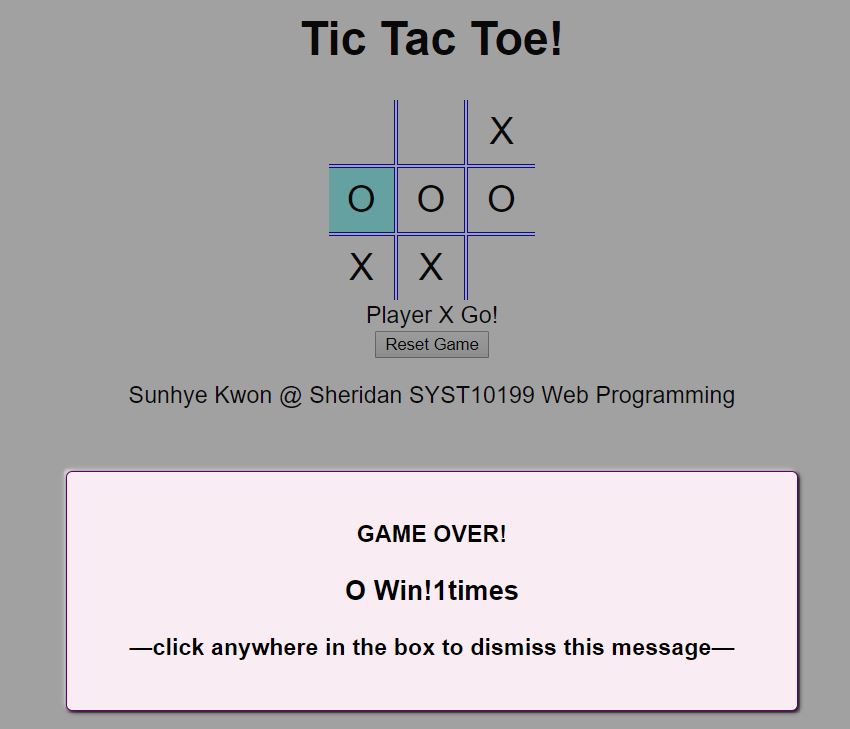 Tic Tac Toe!
X
O O O
X X
Player X Go!
Reset Game
Sunhye Kwon @ Sheridan SYST10199 Web Programming
GAME OVER!
O Win!1times
—click anywhere in the box to dismiss this message—